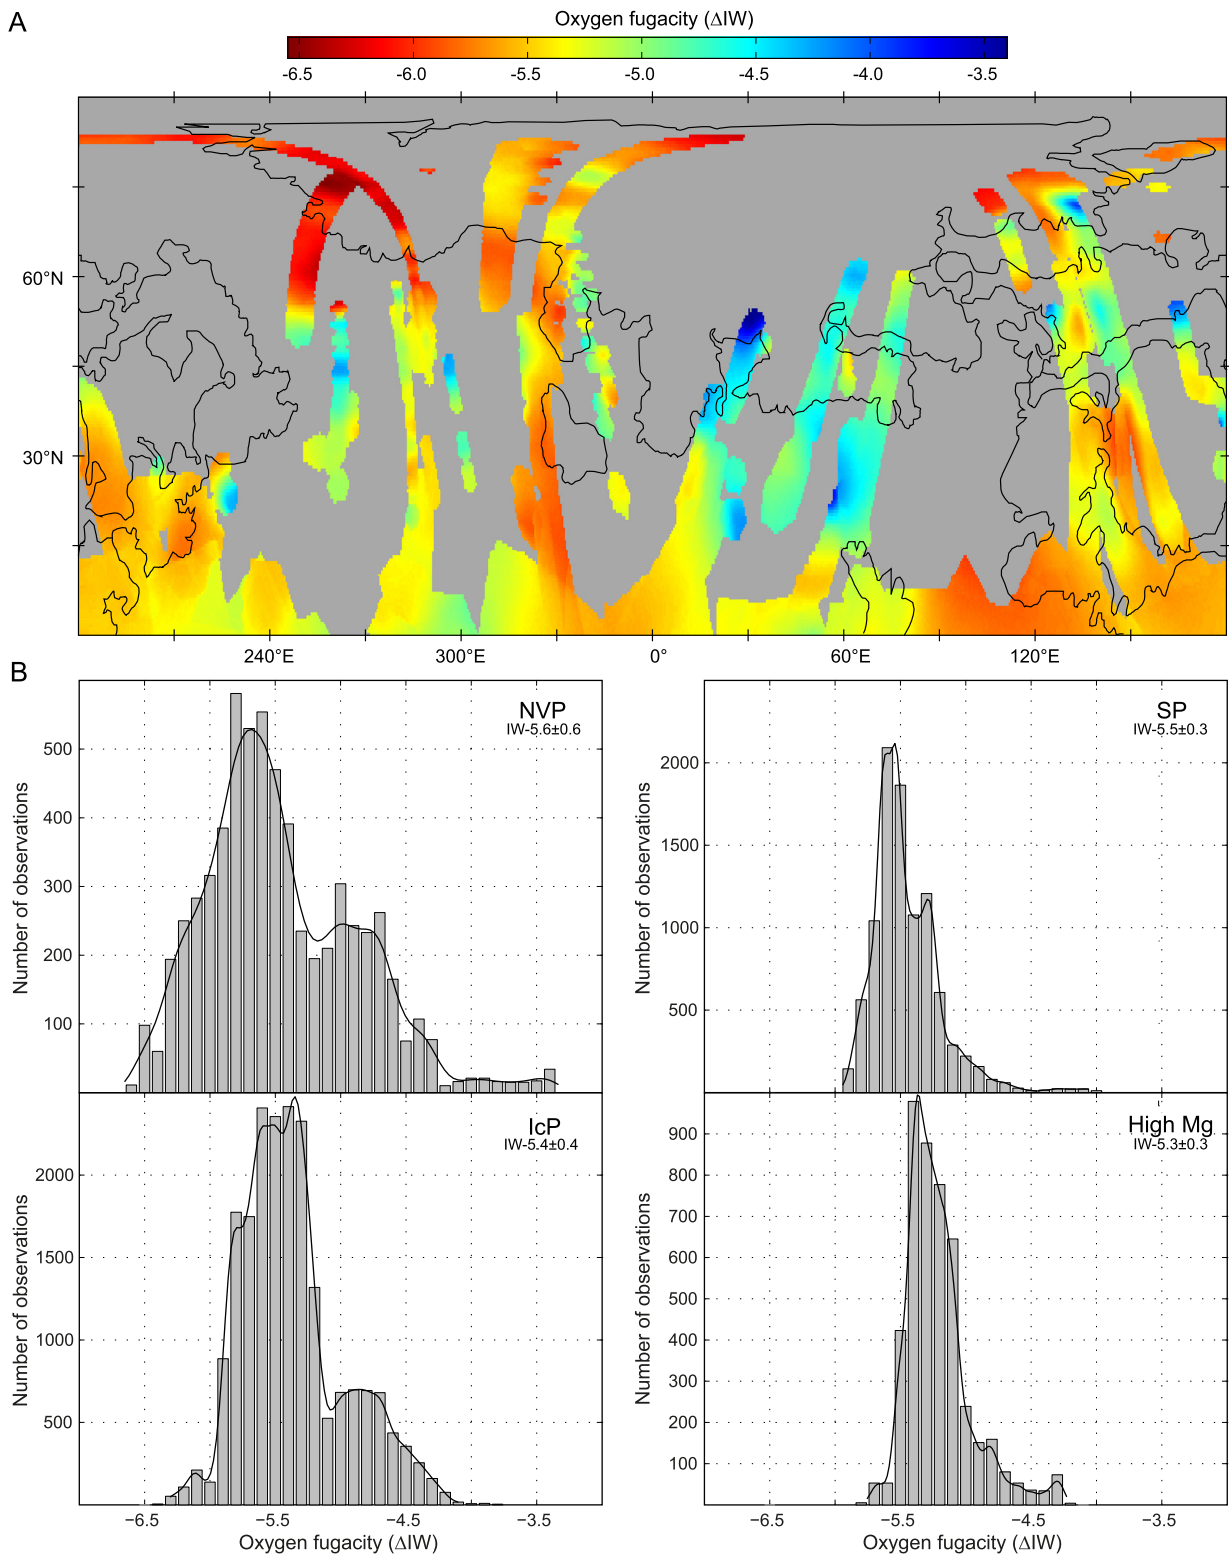 A
Oxygen fugacity (ΔIW)
-6.5 -6.0 -5.5 -5.0 -4.5 -4.0 -3.5
60°N
30°N
240°E 300°E 0° 60°E 120°E
B
NVP
IW-5.6±0.6
500
400
300
200
100
Number of observations
SP
IW-5.5±0.3
2000
1500
1000
500
Number of observations
IcP
IW-5.4±0.4
2000
1500
1000
500
Number of observations
−6.5 −5.5 −4.5 −3.5
Oxygen fugacity (ΔIW)
High Mg
IW-5.3±0.3
900
800
700
600
500
400
300
200
100
Number of observations
−6.5 −5.5 −4.5 −3.5
Oxygen fugacity (ΔIW)